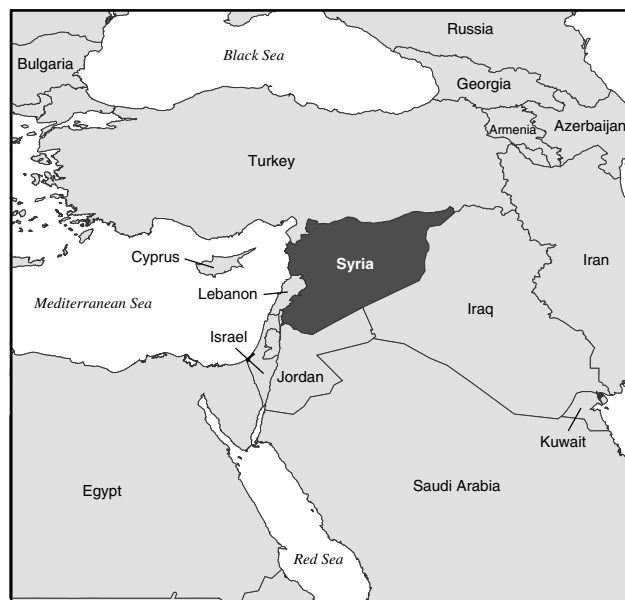 Russia
Black Sea
Bulgaria
Georgia
Armenia
Azerbaijan
Turkey
Cyprus
Syria
Iran
Mediterranean Sea
Lebanon
Iraq
Israel
Jordan
Kuwait
Egypt
Saudi Arabia
Red Sea